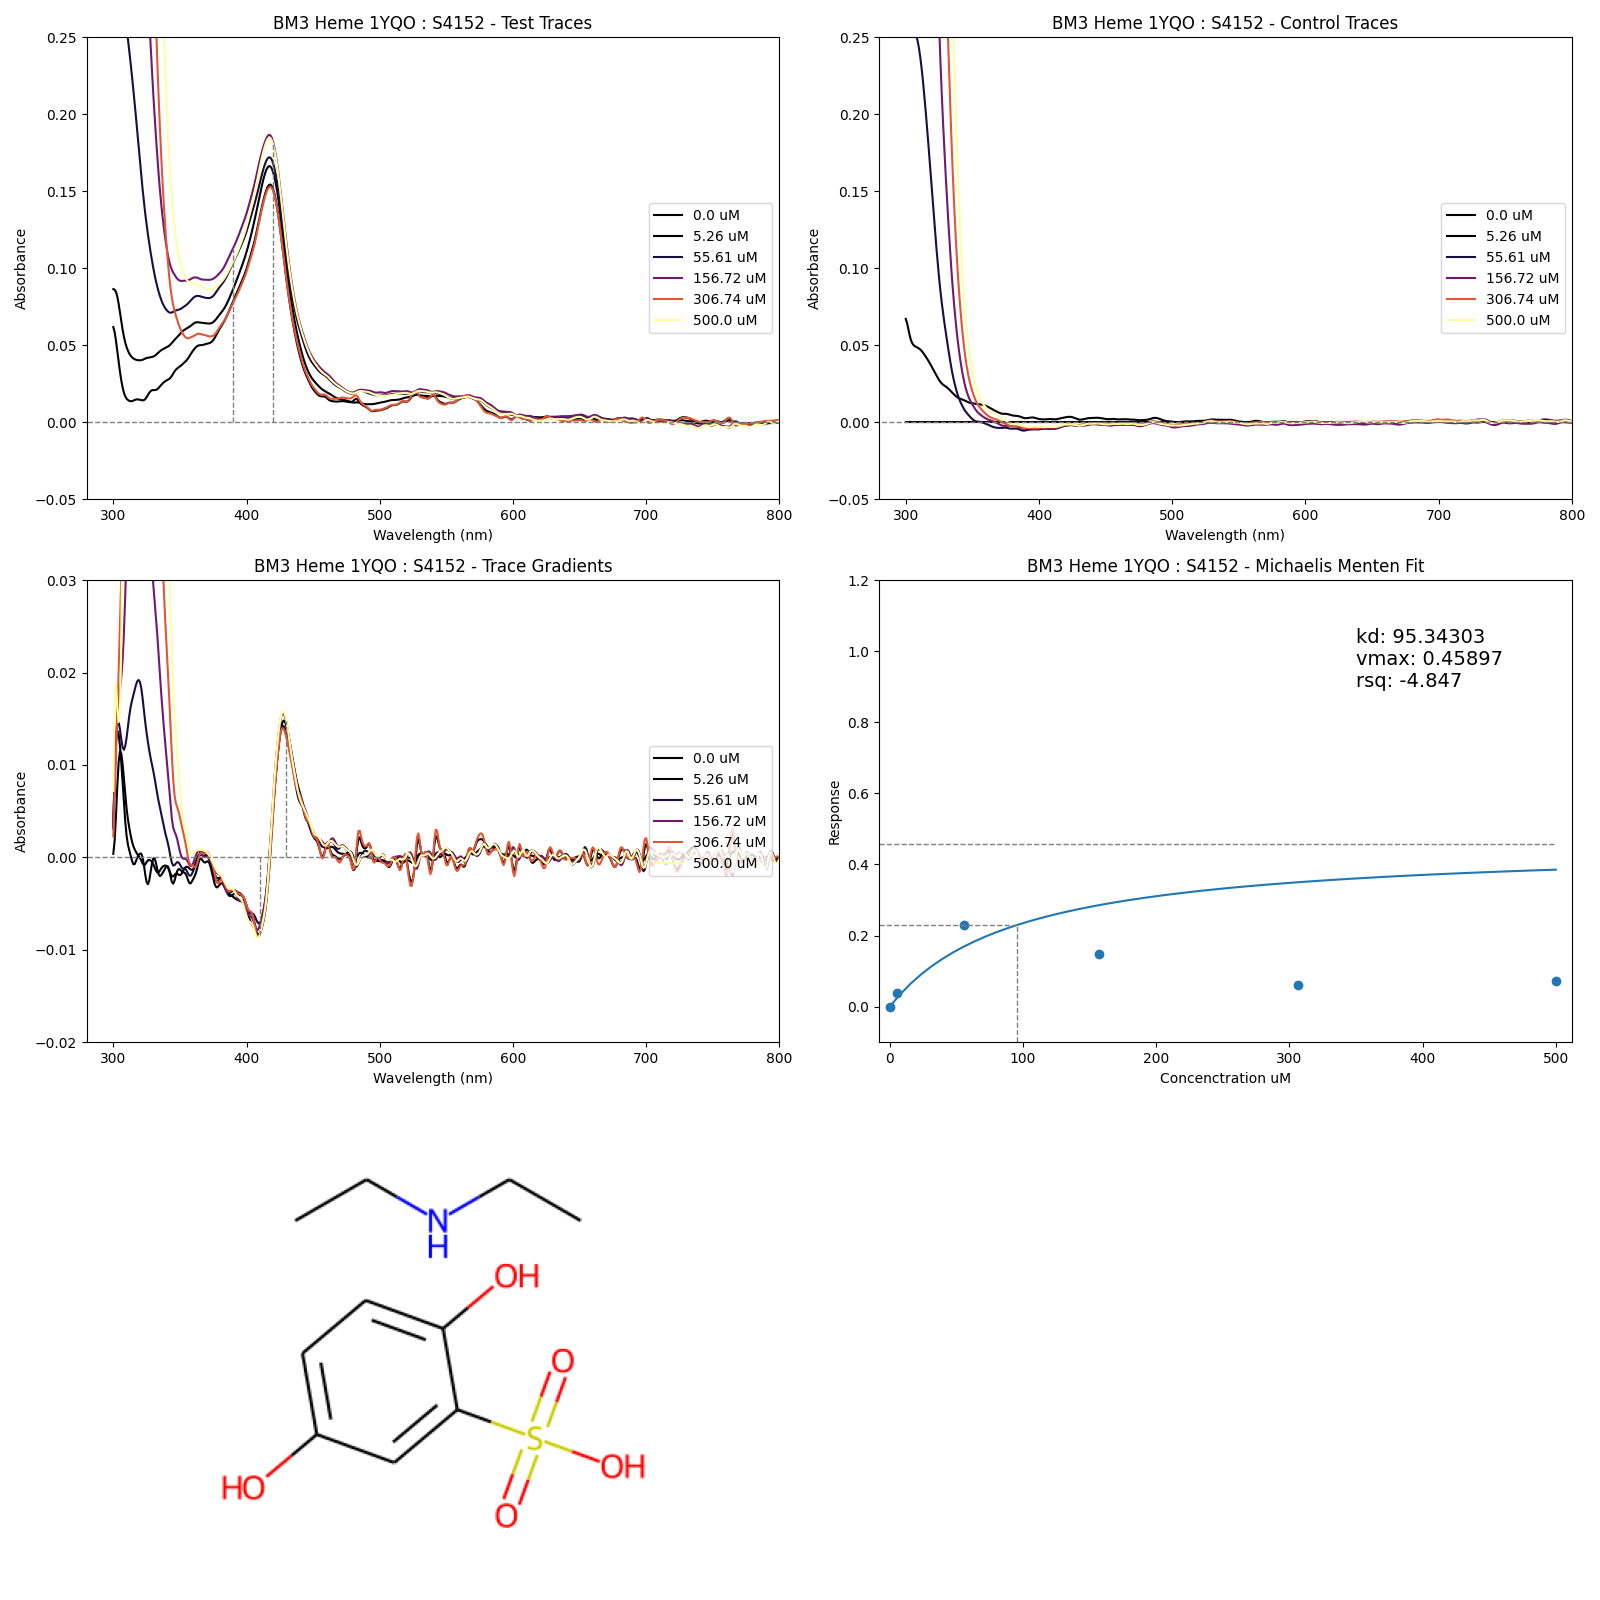 BM3 Heme 1YQO : S4152 - Test Traces
0.25
0.20
0.15
0.10
0.05
0.00
−0.05
Absorbance
300
400
500
600
700
800
Wavelength (nm)
0.0 uM
5.26 uM
55.61 uM
156.72 uM
306.74 uM
500.0 uM
BM3 Heme 1YQO : S4152 - Control Traces
0.25
0.20
0.15
0.10
0.05
0.00
−0.05
Absorbance
300
400
500
600
700
800
Wavelength (nm)
0.0 uM
5.26 uM
55.61 uM
156.72 uM
306.74 uM
500.0 uM
BM3 Heme 1YQO : S4152 - Trace Gradients
0.03
0.02
0.01
0.00
−0.01
−0.02
Absorbance
300
400
500
600
700
800
Wavelength (nm)
0.0 uM
5.26 uM
55.61 uM
156.72 uM
306.74 uM
500.0 uM
BM3 Heme 1YQO : S4152 - Michaelis Menten Fit
1.2
1.0
0.8
0.6
0.4
0.2
0.0
Response
kd: 95.34303
vmax: 0.45897
rsq: -4.847
0
100
200
300
400
500
Concenctration uM
N
H
OH
O
S
OH
HO
O